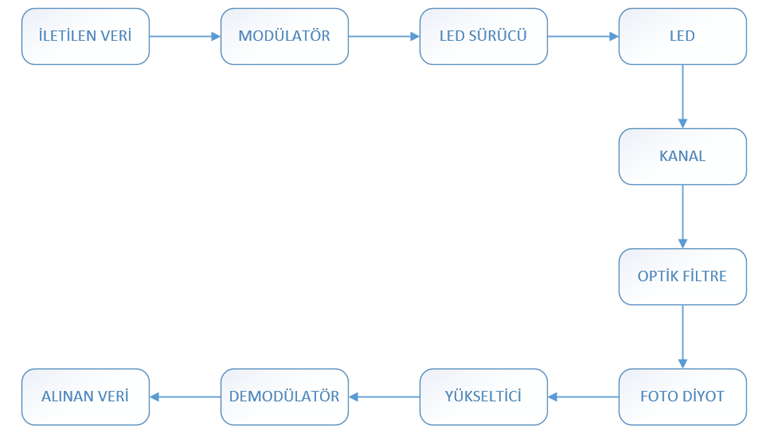 İLETİLEN VERİ
MODÜLATÖR
LED SÜRÜCÜ
LED
KANAL
OPTİK FİLTRE
FOTO DİYOT
YÜKSELTİCİ
DEMODÜLATÖR
ALINAN VERİ